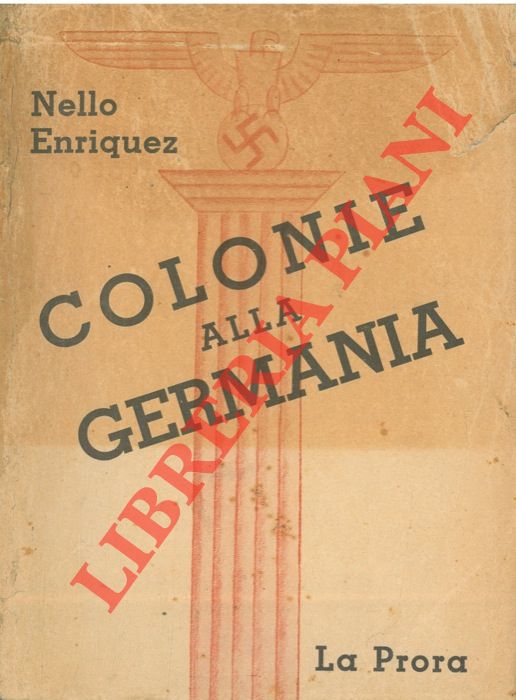 Nello
Enriquez
COLONIE
ALLA
GERMANIA
LIBRERIA PIANI
La Prora